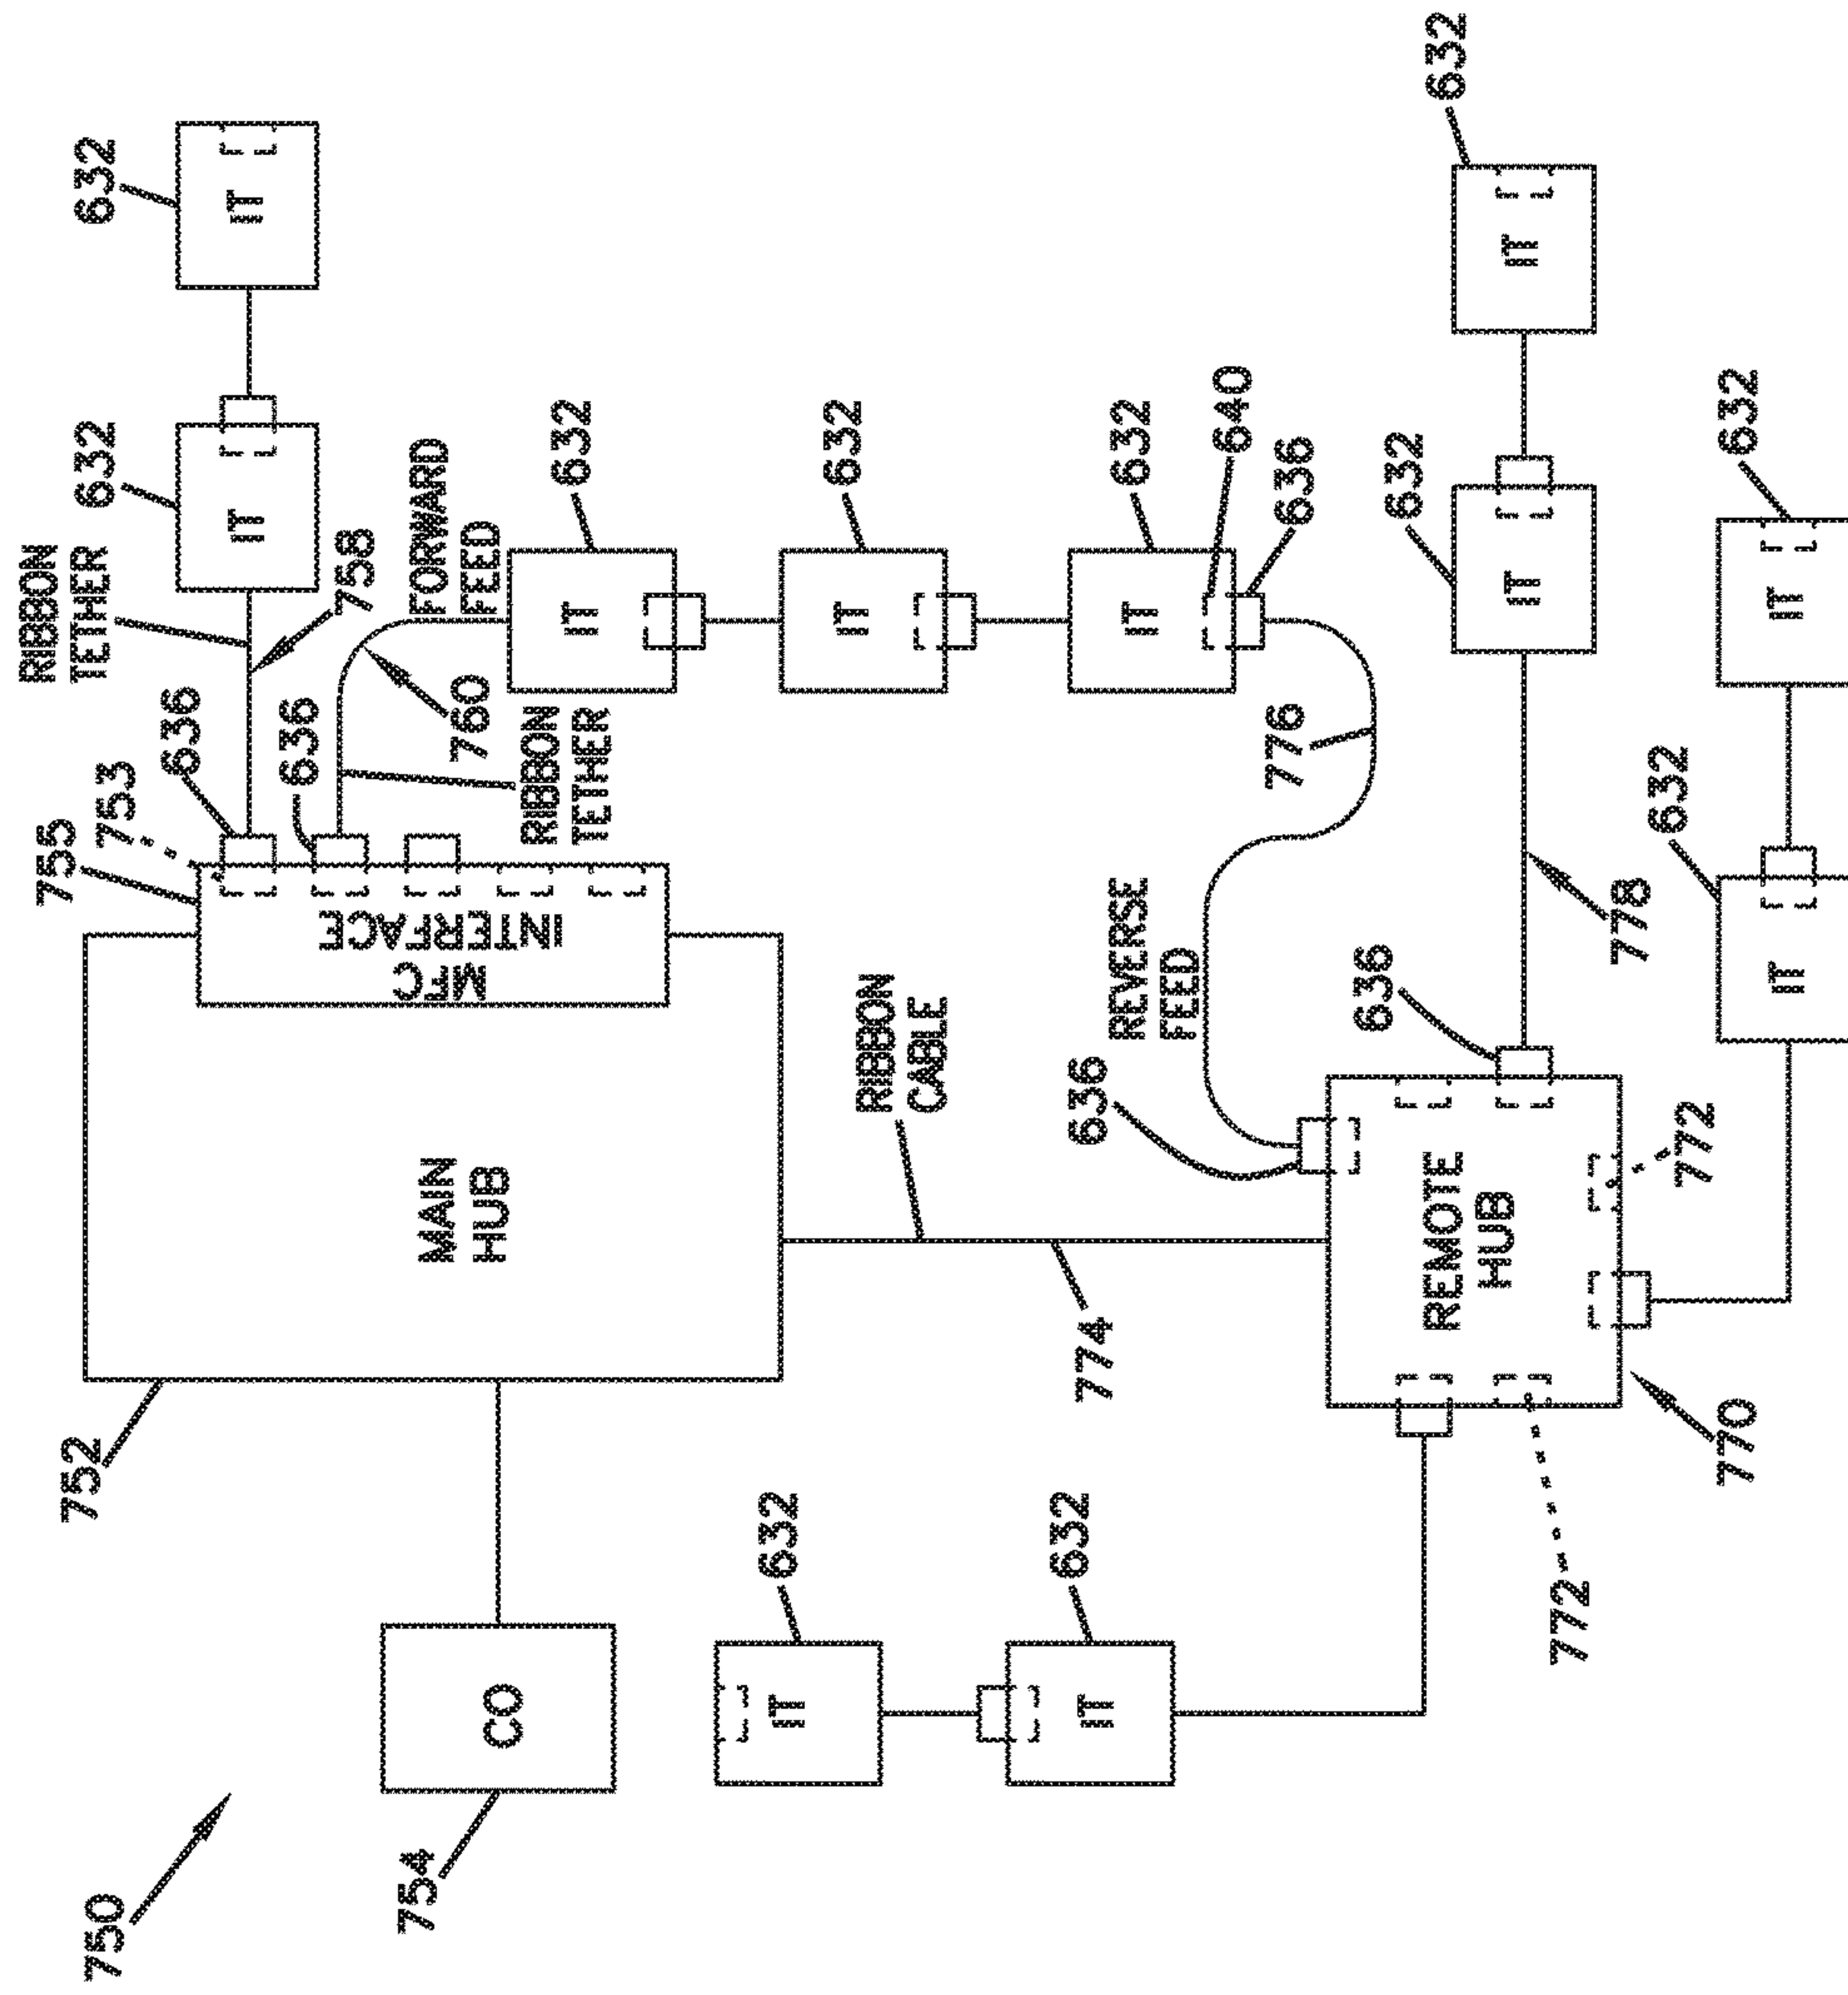 750
752
755
753
636
RIBBON
TETHER
632
632
IT
IT
758
636
MFC
INTERFACE
MAIN
HUB
754
CO
760
FORWARD
FEED
RIBBON
TETHER
632
IT
632
IT
632
IT
640
636
RIBBON
CABLE
774
REVERSE
FEED
776
632
IT
632
IT
636
636
REMOTE
HUB
772
772
770
778
632
IT
632
IT
632
IT
632
IT